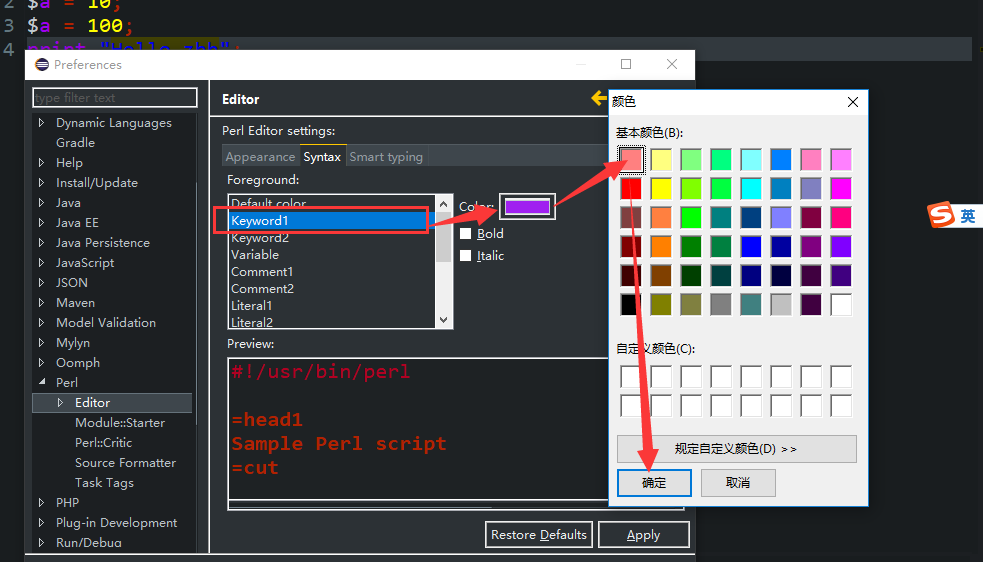 2 $a = 10;
3 $a = 100;
4 print "Hello zhh";
Preferences
type filter text
Dynamic Languages
Gradle
Help
Install/Update
Java
Java EE
Java Persistence
JavaScript
JSON
Maven
Model Validation
Mylyn
Oomph
Perl
Editor
Module::Starter
Perl::Critic
Source Formatter
Task Tags
PHP
Plug-in Development
Run/Debug
Editor
Perl Editor settings:
Appearance Syntax Smart typing
Foreground:
Default color
Keyword1
Keyword2
Variable
Comment1
Comment2
Literal1
Literal2
Color:
Bold
Italic
Preview:
#!/usr/bin/perl
=head1
Sample Perl script
=cut
Restore Defaults
Apply
颜色
基本颜色(B):
自定义颜色(C):
规定自定义颜色(D) >>
确定
取消
S 英